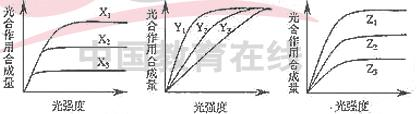 光合作用合成量
X₁
X₂
X₃
光强度
光合作用合成量
Y₁ Y₂ Y₃
光强度
光合作用合成量
Z₁
Z₂
Z₃
光强度
中国教育在线